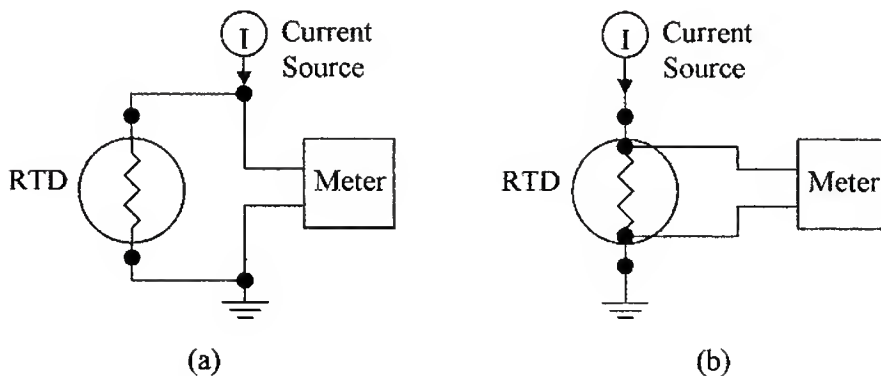 I Current
Source
RTD
Meter
(a)
I Current
Source
RTD
Meter
(b)